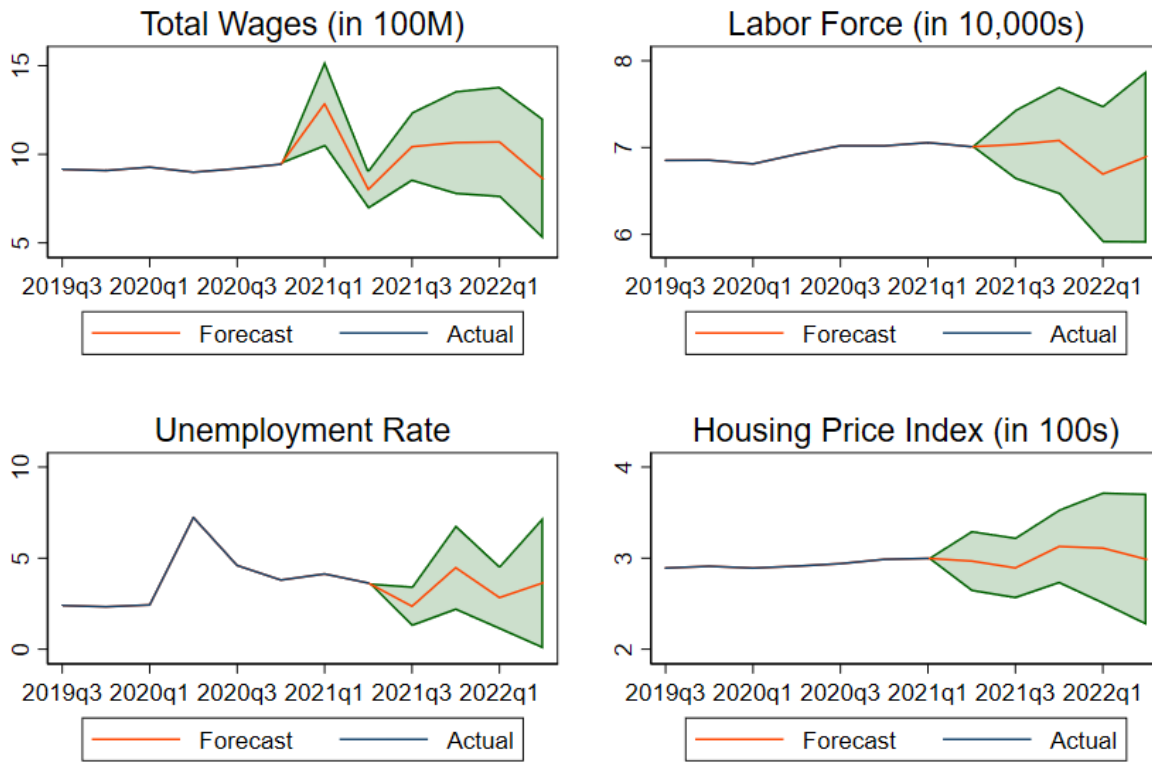 Total Wages (in 100M)
15
10
5
2019q3 2020q1 2020q3 2021q1 2021q3 2022q1
Forecast Actual
Labor Force (in 10,000s)
8
7
6
2019q3 2020q1 2020q3 2021q1 2021q3 2022q1
Forecast Actual
Unemployment Rate
10
5
0
2019q3 2020q1 2020q3 2021q1 2021q3 2022q1
Forecast Actual
Housing Price Index (in 100s)
4
3
2
2019q3 2020q1 2020q3 2021q1 2021q3 2022q1
Forecast Actual